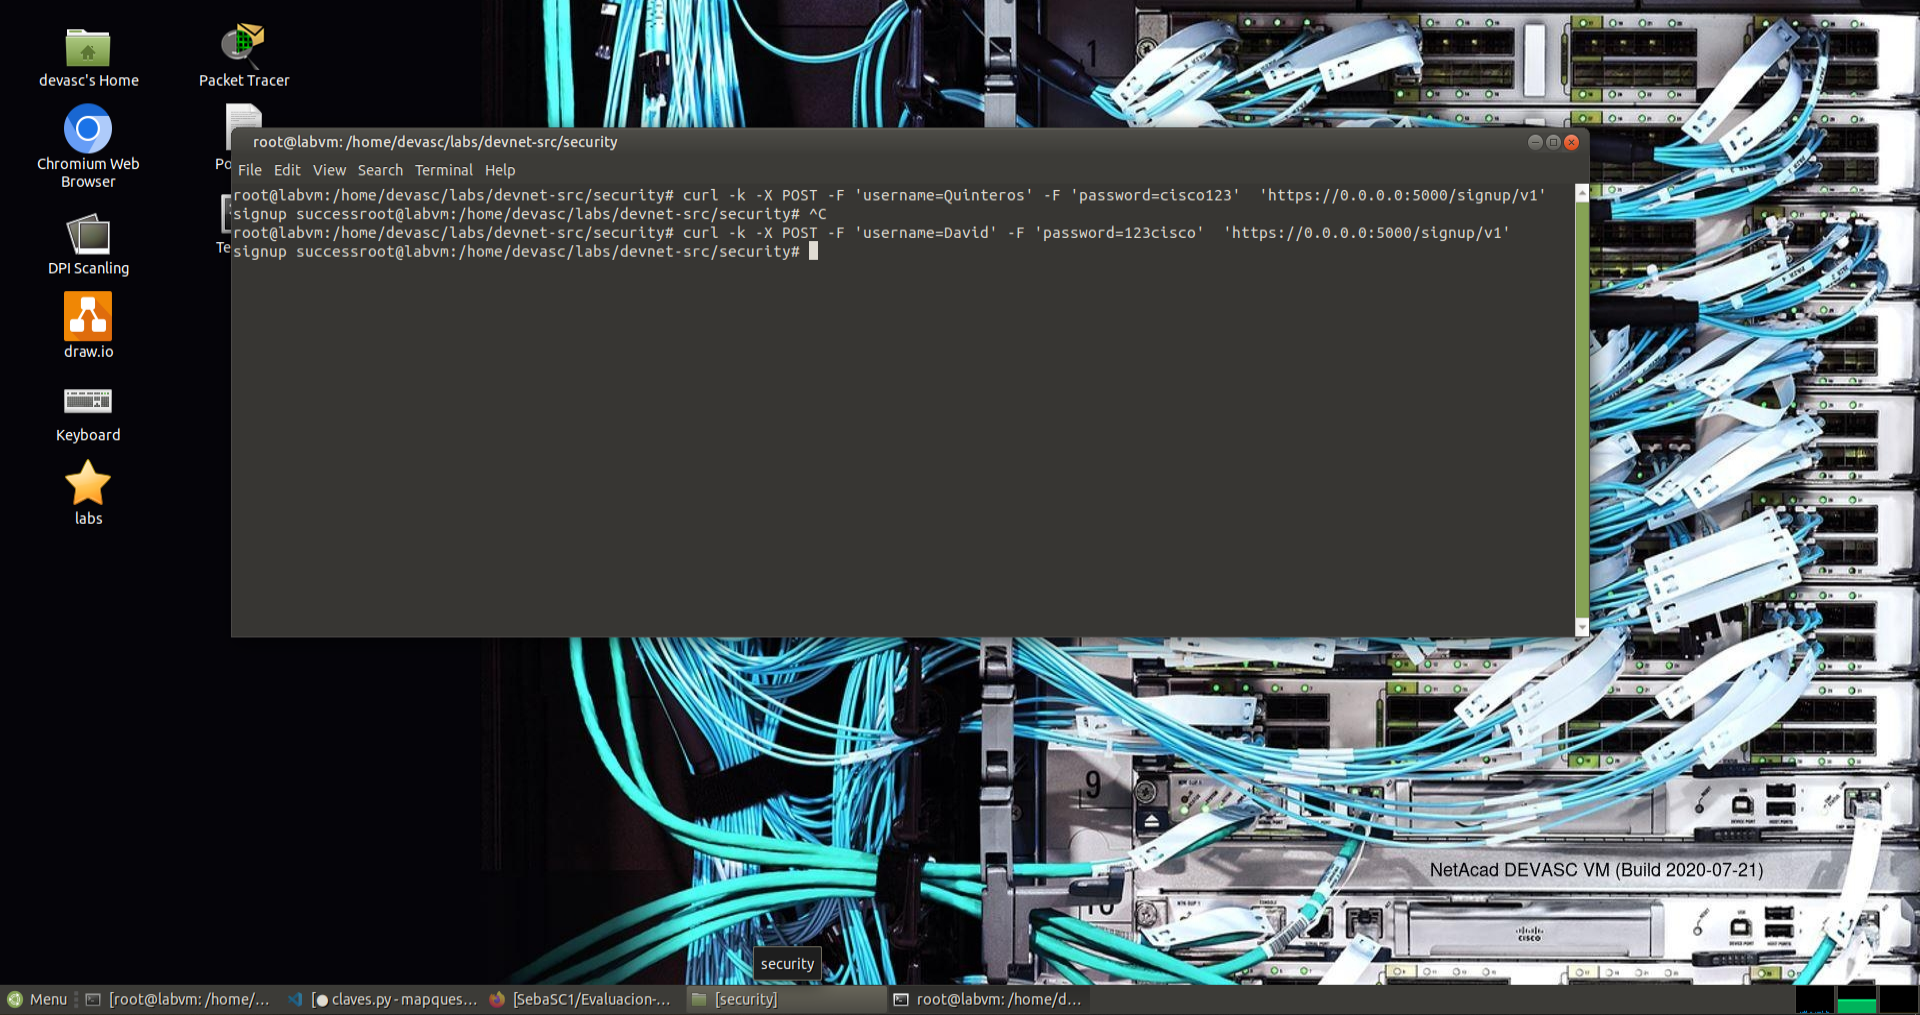 devasc's Home
Packet Tracer
Chromium Web
Browser
Po
DPI Scanling
Te
draw.io
Keyboard
labs
root@labvm: /home/devasc/labs/devnet-src/security
File Edit View Search Terminal Help
root@labvm:/home/devasc/labs/devnet-src/security# curl -k -X POST -F 'username=Quinteros' -F 'password=cisco123'  'https://0.0.0.0:5000/signup/v1'
signup successroot@labvm:/home/devasc/labs/devnet-src/security# ^C
root@labvm:/home/devasc/labs/devnet-src/security# curl -k -X POST -F 'username=David' -F 'password=123cisco'  'https://0.0.0.0:5000/signup/v1'
signup successroot@labvm:/home/devasc/labs/devnet-src/security#
1
9
10
NetAcad DEVASC VM (Build 2020-07-21)
CISCO
security
Menu
[root@labvm: /home/...
[● claves.py - mapques...
[SebaSC1/Evaluacion-...
[security]
root@labvm: /home/d...